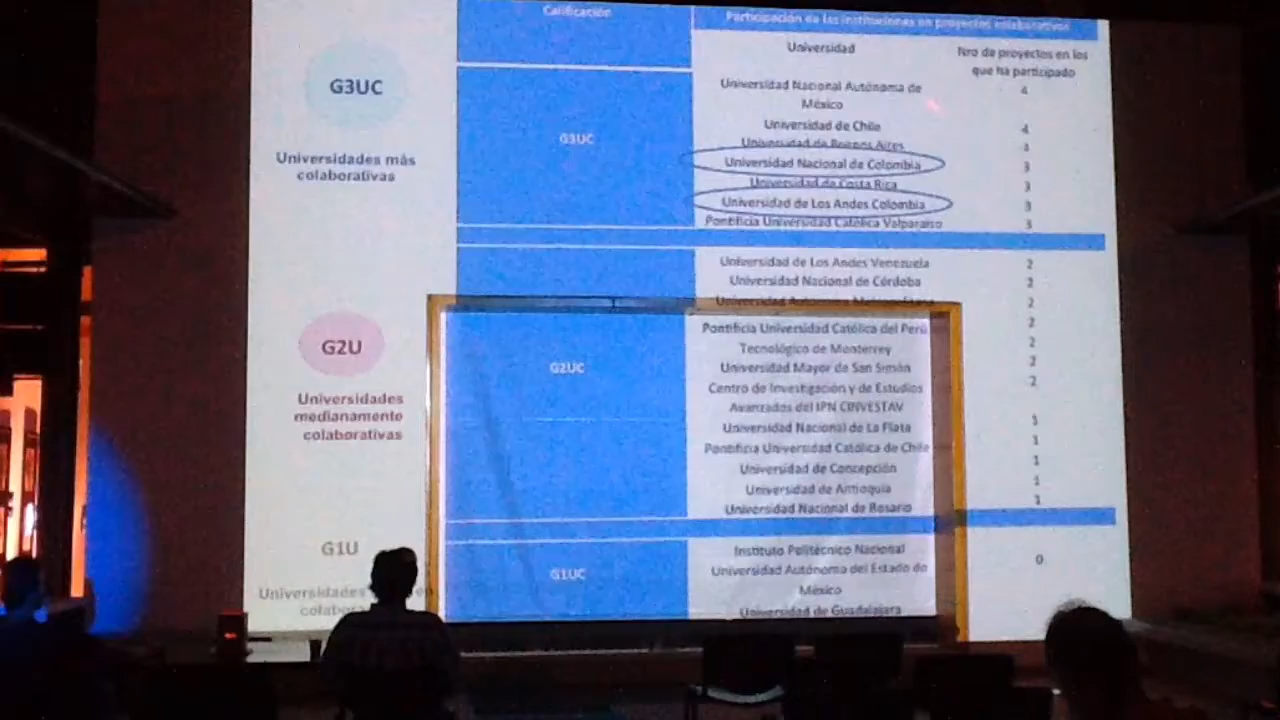 Calificación
Participación de las instituciones en proyectos colaborativos
Universidad
Nro de proyectos en los
que ha participado
G3UC
Universidades más
colaborativas
G3UC
Universidad Nacional Autónoma de
México
4
Universidad de Chile
4
Universidad de Buenos Aires
4
Universidad Nacional de Colombia
3
Universidad de Costa Rica
3
Universidad de Los Andes Colombia
3
Pontificia Universidad Católica Valparaíso
3
G2U
Universidades
medianamente
colaborativas
G2UC
Universidad de Los Andes Venezuela
2
Universidad Nacional de Córdoba
2
Universidad Autónoma Metropolitana
2
Pontificia Universidad Católica del Perú
2
Tecnológico de Monterrey
2
Universidad Mayor de San Simón
2
Centro de Investigación y de Estudios
2
Avanzados del IPN CINVESTAV
Universidad Nacional de La Plata
1
Pontificia Universidad Católica de Chile
1
Universidad de Concepción
1
Universidad de Antioquia
1
Universidad Nacional de Rosario
1
G1U
Universidades
G1UC
Instituto Politécnico Nacional
0
Universidad Autónoma del Estado de
México
Universidad de Guadalajara